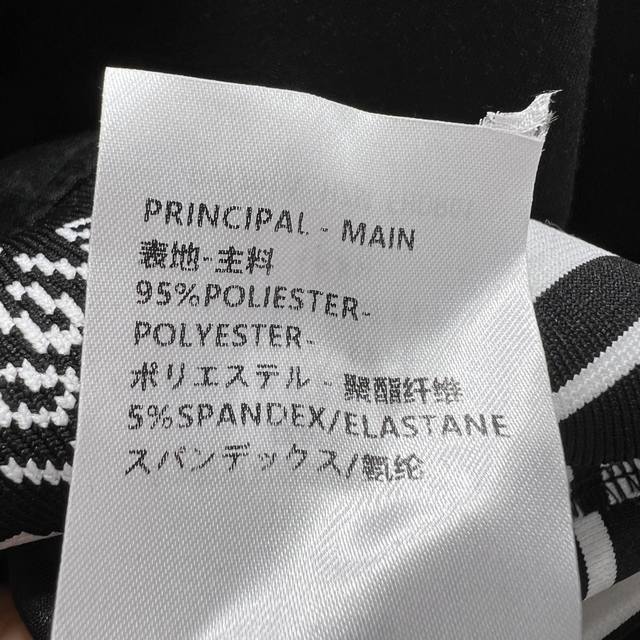 PRINCIPAL - MAIN
表地-主料
95%POLIESTER-
POLYESTER-
ポリエステル - 聚酯纤维
5%SPANDEX/ELASTANE
スパンデックス/氨纶